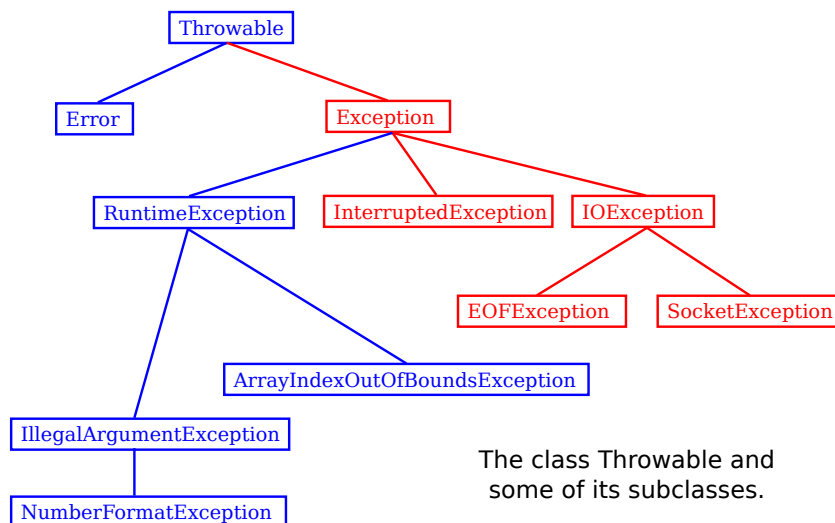 Throwable
Error
Exception
RuntimeException
InterruptedException
IOException
EOFException
SocketException
ArrayIndexOutOfBoundsException
IllegalArgumentException
The class Throwable and
some of its subclasses.
NumberFormatException